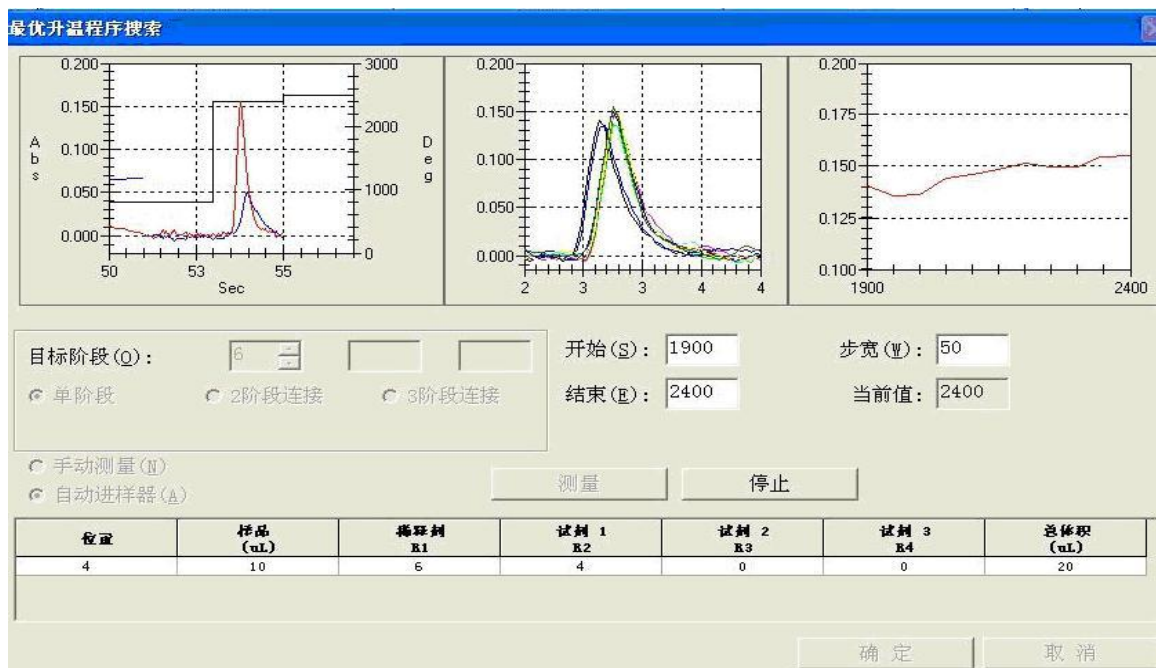 最优升温程序搜索
0.200 3000 0.200 0.200
0.150 2000 0.150 0.175
Abs 0.100 Deg 0.100 0.150
0.050 1000 0.050 0.125
0.000 0 0.000 0.100
50 53 55 2 3 3 4 4 1900 2400
Sec
目标阶段(O): 6 开始(S): 1900 步宽(W): 50
单阶段 2阶段连接 3阶段连接 结束(E): 2400 当前值: 2400
手动测量(N)
自动进样器(A) 测量 停止
位置 样品 (uL) 稀释剂 R1 试剂 1 R2 试剂 2 R3 试剂 3 R4 总体积 (uL)
4 10 6 4 0 0 20
确 定 取 消